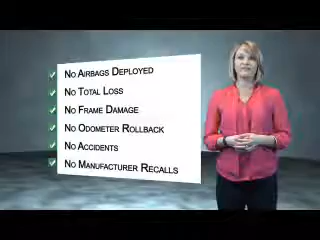 No Airbags Deployed
No Total Loss
No Frame Damage
No Odometer Rollback
No Accidents
No Manufacturer Recalls